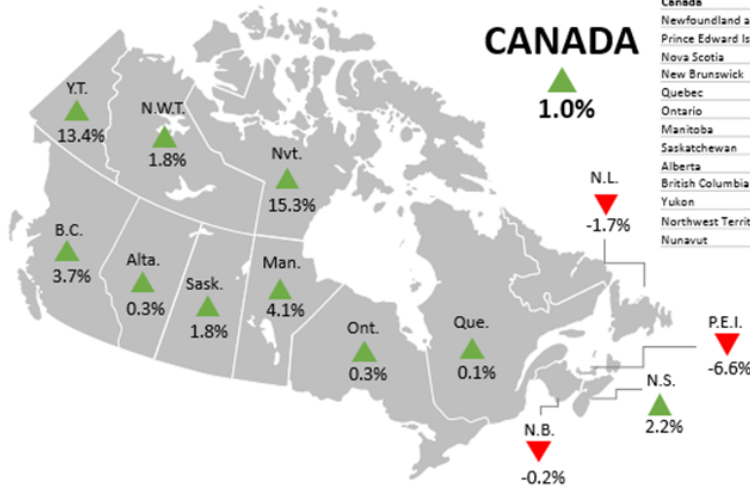 CANADA
1.0%
Canada
Newfoundland a
Prince Edward Is
Nova Scotia
New Brunswick
Quebec
Ontario
Manitoba
Saskatchewan
Alberta
British Columbia
Yukon
Northwest Territ
Nunavut
Y.T.
13.4%
N.W.T.
1.8%
Nvt.
15.3%
B.C.
3.7%
Alta.
0.3%
Sask.
1.8%
Man.
4.1%
Ont.
0.3%
Que.
0.1%
N.L.
-1.7%
P.E.I.
-6.6%
N.S.
2.2%
N.B.
-0.2%